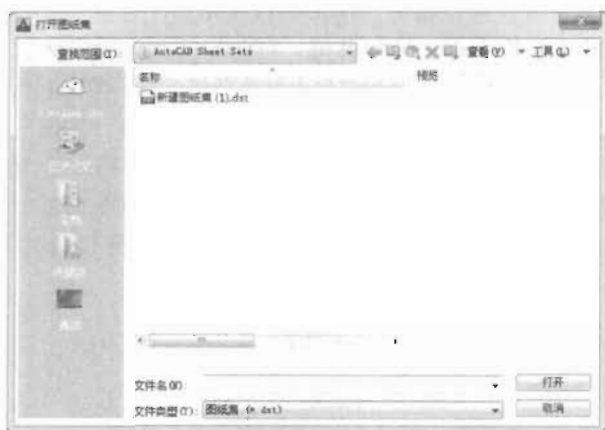 打开图纸集
查找范围(I): AutoCAD Sheet Sets 查看(V) 工具(L)
名称 预览
新建图纸集 (1).dst
文件名(N): 打开
文件类型(T): 图纸集 (*.dst) 取消